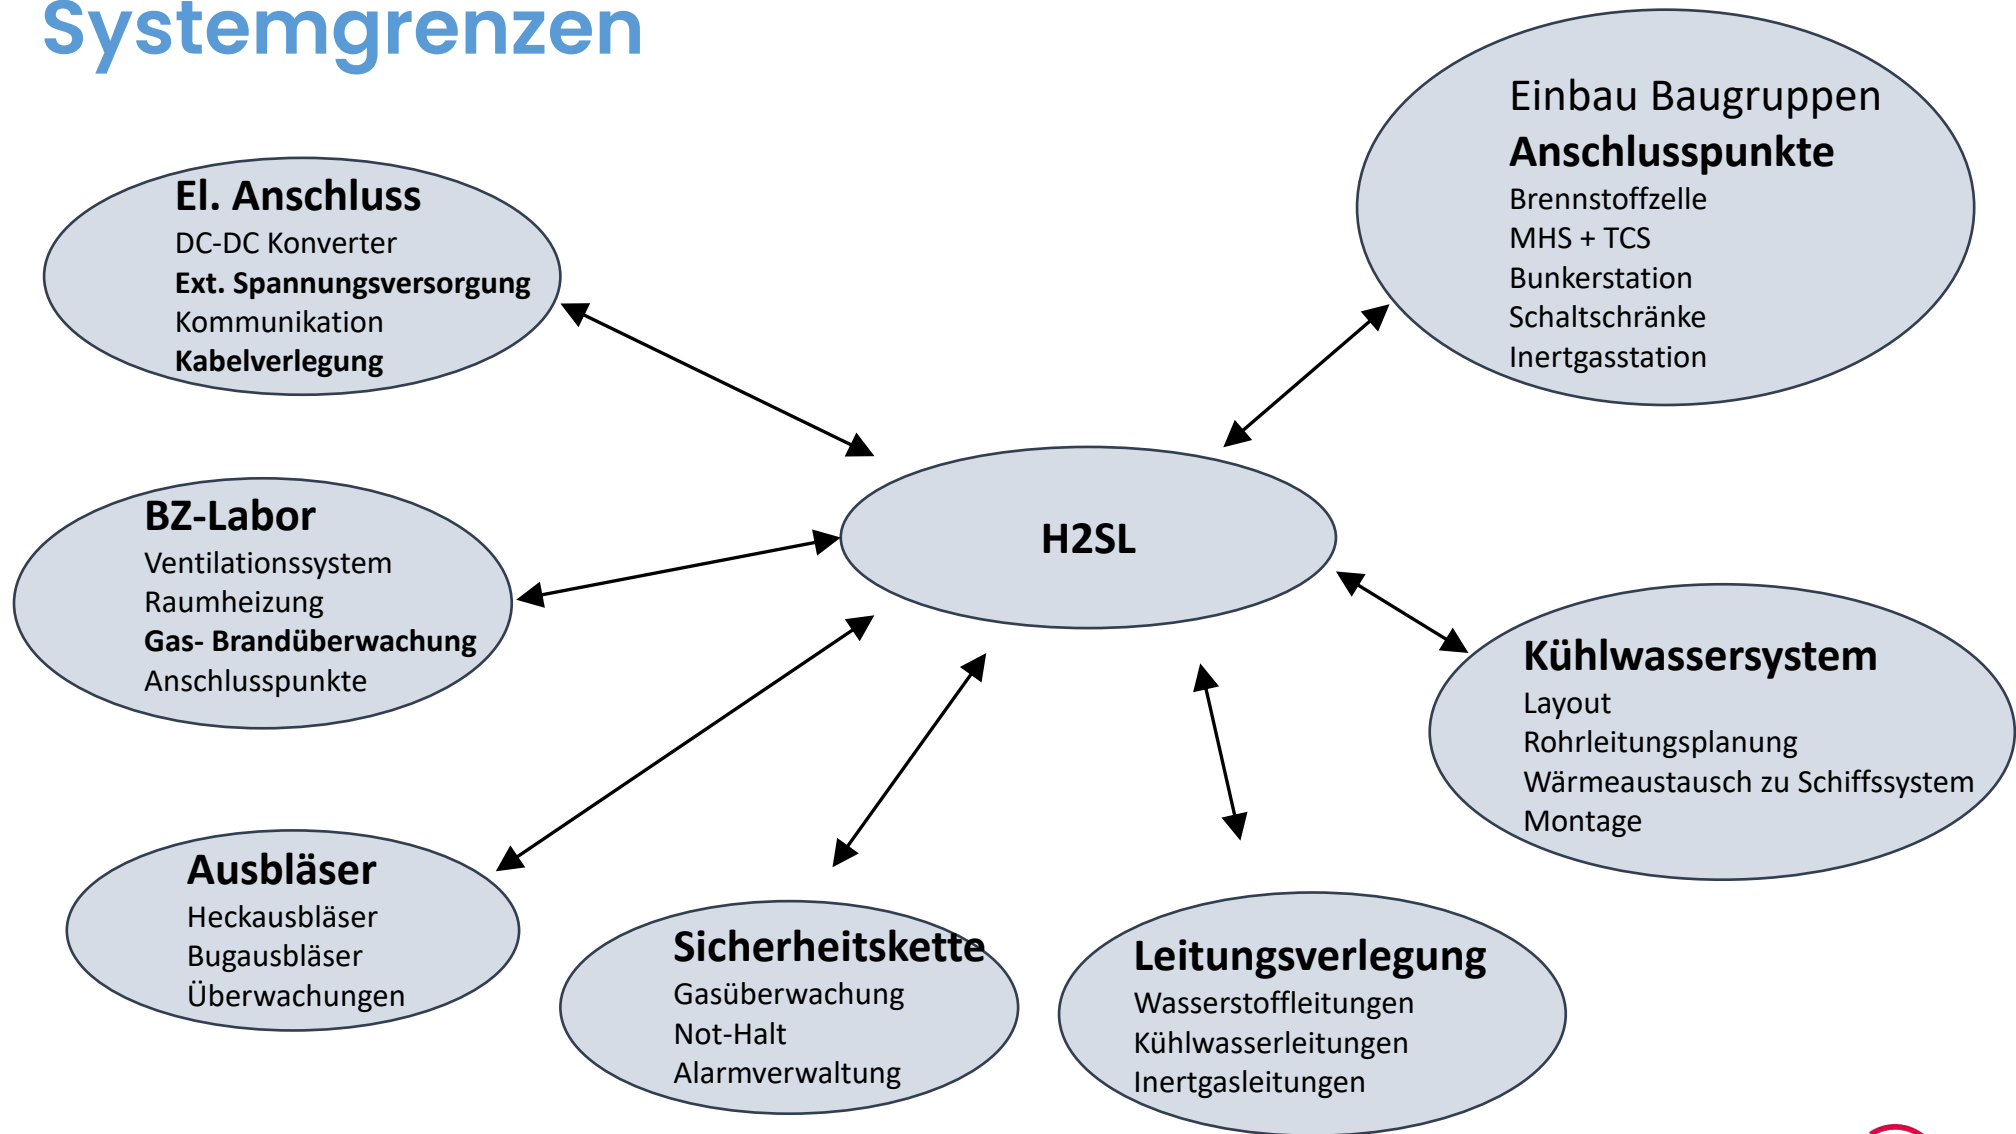 Systemgrenzen
Einbau Baugruppen
Anschlusspunkte
Brennstoffzelle
MHS + TCS
Bunkerstation
Schaltschränke
Inertgasstation
El. Anschluss
DC-DC Konverter
Ext. Spannungsversorgung
Kommunikation
Kabelverlegung
BZ-Labor
Ventilationssystem
Raumheizung
Gas- Brandüberwachung
Anschlusspunkte
H2SL
Kühlwassersystem
Layout
Rohrleitungsplanung
Wärmeaustausch zu Schiffssystem
Montage
Ausbläser
Heckausbläser
Bugausbläser
Überwachungen
Sicherheitskette
Gasüberwachung
Not-Halt
Alarmverwaltung
Leitungsverlegung
Wasserstoffleitungen
Kühlwasserleitungen
Inertgasleitungen